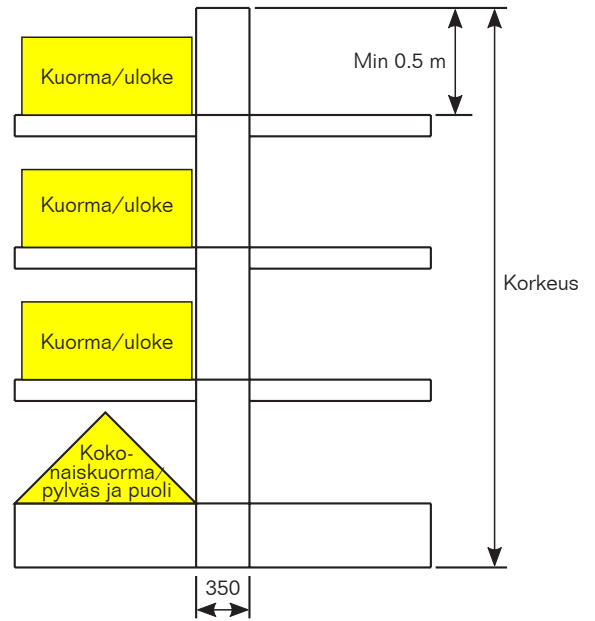 Kuorma/uloke
Min 0.5 m
Kuorma/uloke
Korkeus
Kuorma/uloke
Koko-
naiskuorma/
pylväs ja puoli
350